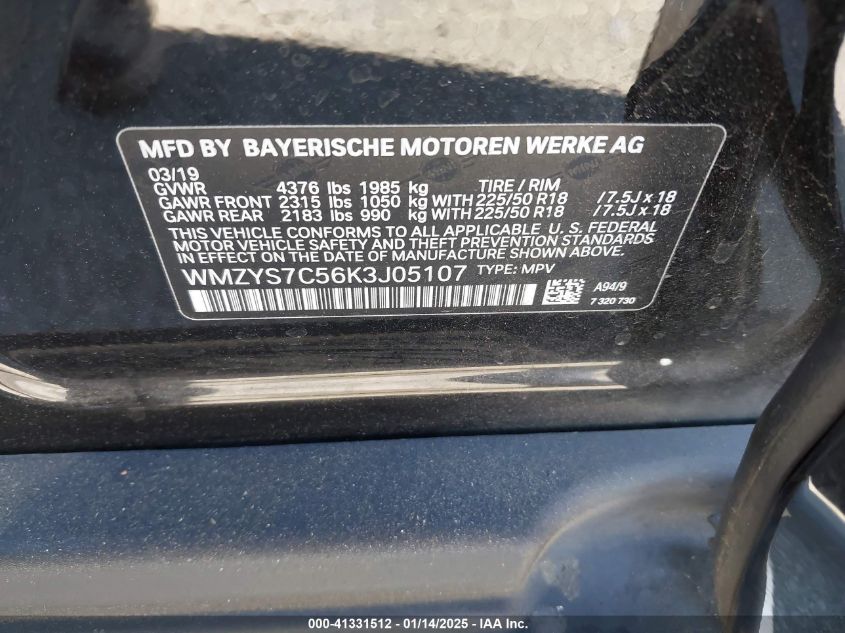 MFD BY BAYERISCHE MOTOREN WERKE AG
03/19
GVWR 4376 lbs 1985 kg TIRE / RIM
GAWR FRONT 2315 lbs 1050 kg WITH 225/50 R18 /7.5J x 18
GAWR REAR 2183 lbs 990 kg WITH 225/50 R18 /7.5J x 18
THIS VEHICLE CONFORMS TO ALL APPLICABLE U. S. FEDERAL
MOTOR VEHICLE SAFETY AND THEFT PREVENTION STANDARDS
IN EFFECT ON THE DATE OF MANUFACTURE SHOWN ABOVE.
WMZYS7C56K3J05107 TYPE: MPV
A94/9
7 320 730
000-41331512 - 01/14/2025 - IAA Inc.